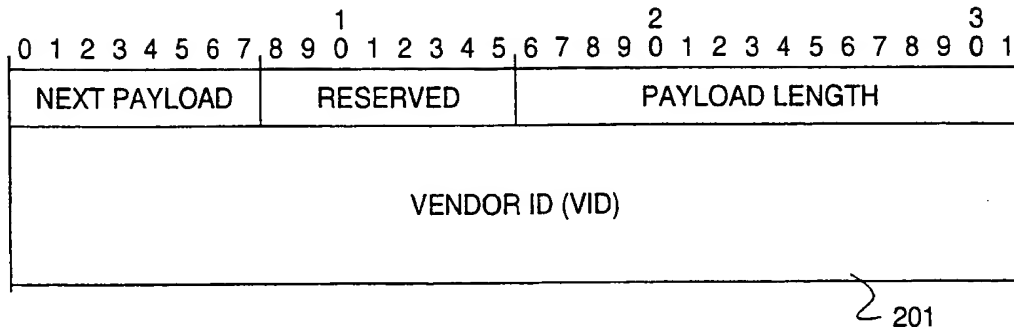 1 2 3
0 1 2 3 4 5 6 7 8 9 0 1 2 3 4 5 6 7 8 9 0 1 2 3 4 5 6 7 8 9 0 1
NEXT PAYLOAD RESERVED PAYLOAD LENGTH
VENDOR ID (VID)
201